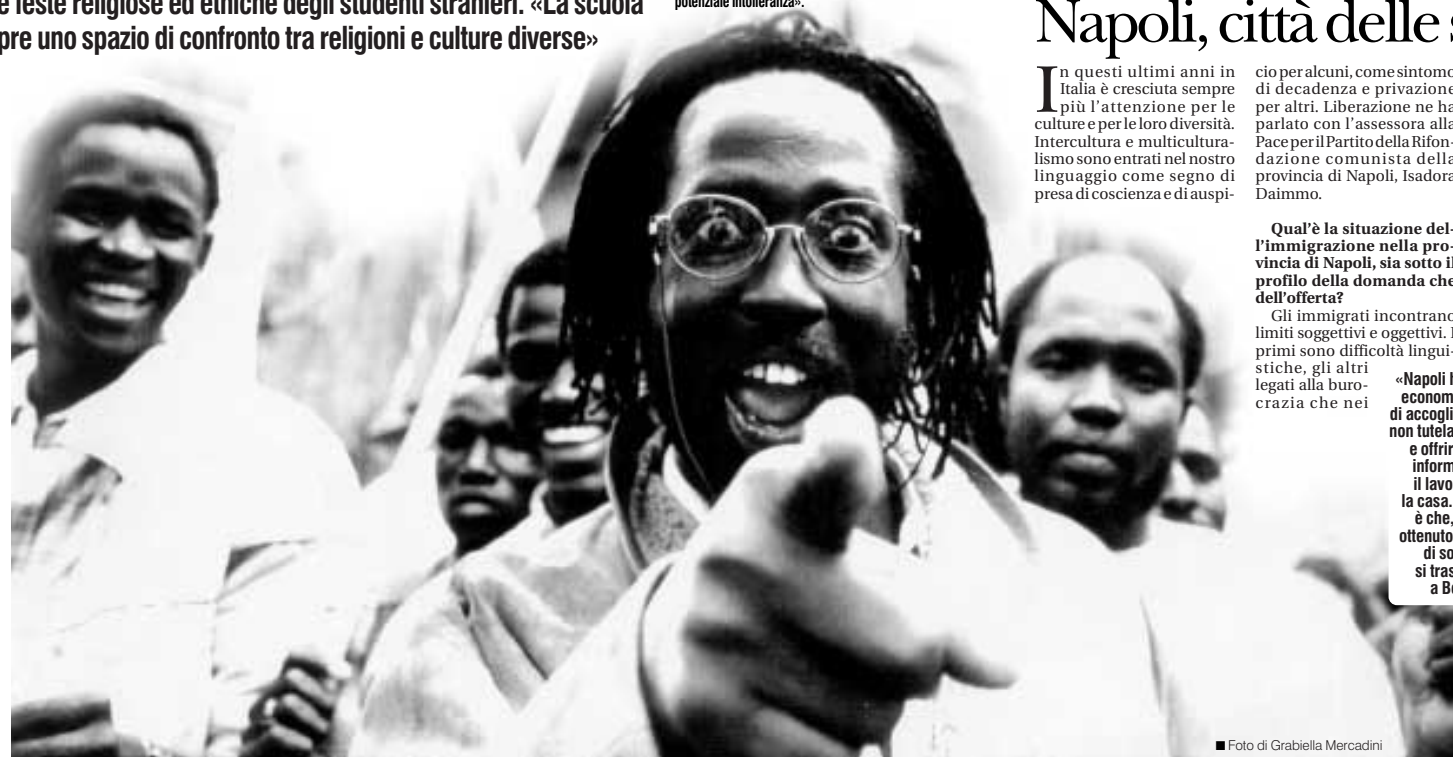 e feste religiose ed etniche degli studenti stranieri. «La scuola
pre uno spazio di confronto tra religioni e culture diverse»
potenziale intolleranza».
Napoli, città delle
In questi ultimi anni in
Italia è cresciuta sempre
più l'attenzione per le
culture e per le loro diversità.
Intercultura e multicultura-
lismo sono entrati nel nostro
linguaggio come segno di
presa di coscienza e di auspi-
cio per alcuni, come sintomo
di decadenza e privazione
per altri. Liberazione ne ha
parlato con l'assessora alla
Pace per il Partito della Rifon-
dazione comunista della
provincia di Napoli, Isadora
Daimmo.
Qual'è la situazione del-
l'immigrazione nella pro-
vincia di Napoli, sia sotto il
profilo della domanda che
dell'offerta?
Gli immigrati incontrano
limiti soggettivi e oggettivi. I
primi sono difficoltà lingui-
stiche, gli altri
legati alla buro-
crazia che nei
«Napoli h
econom
di accogli
non tutela
e offrir
inform
il lavo
la casa.
è che,
ottenuto
di so
si tras
a Bo
■ Foto di Grabiella Mercadini